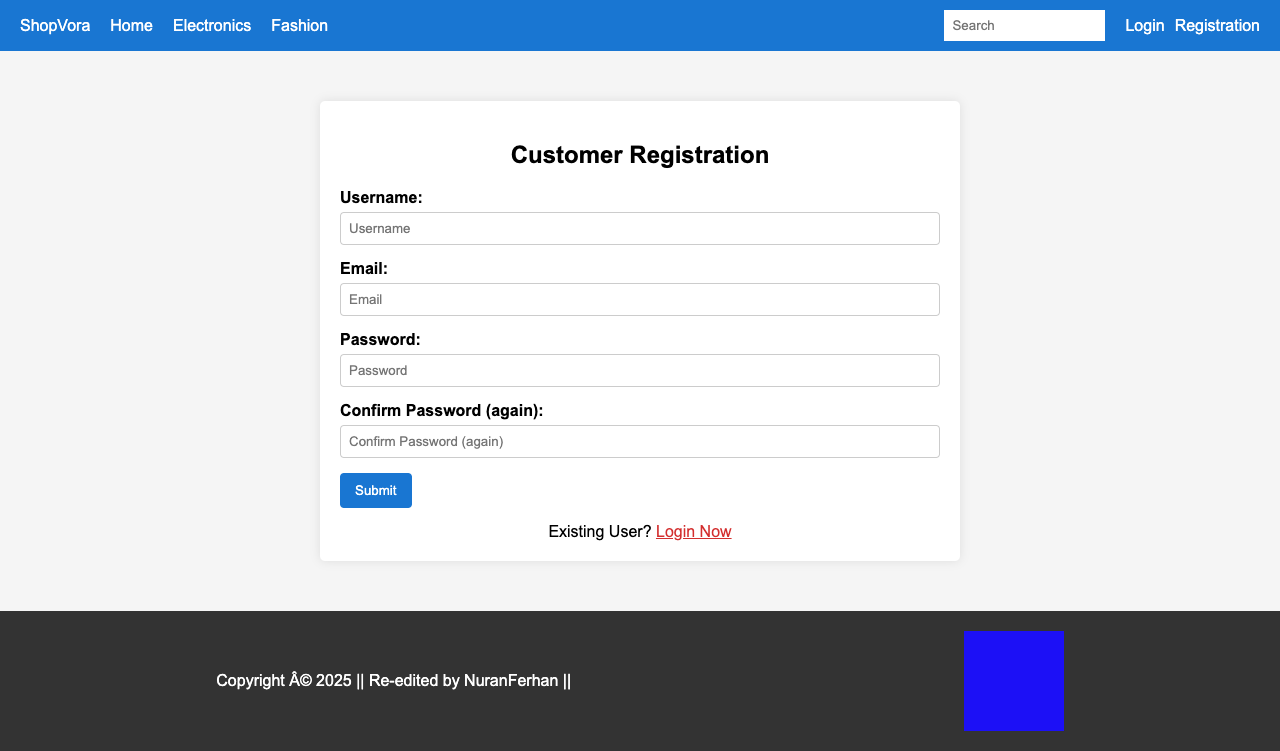 ShopVora Home Electronics Fashion Search Login Registration
Customer Registration
Username:
Username
Email:
Email
Password:
Password
Confirm Password (again):
Confirm Password (again)
Submit
Existing User? Login Now
Copyright Â© 2025 || Re-edited by NuranFerhan ||